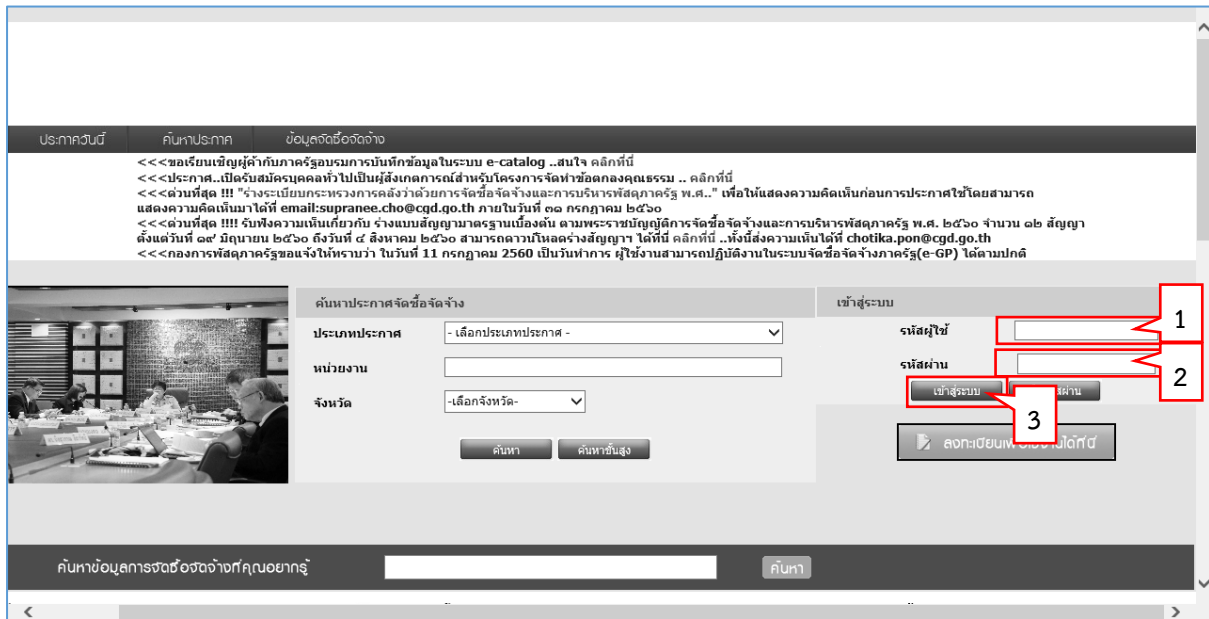 ประกาศวันนี้ ค้นหาประกาศ ข้อมูลจัดซื้อจัดจ้าง
<<<ขอเรียนเชิญผู้ค้ากับภาครัฐอบรมการบันทึกข้อมูลในระบบ e-catalog ..สนใจ คลิกที่นี่
<<<ประกาศ..เปิดรับสมัครบุคคลทั่วไปเป็นผู้สังเกตการณ์สำหรับโครงการจัดทำข้อตกลงคุณธรรม .. คลิกที่นี่
<<<ด่วนที่สุด !!! "ร่างระเบียบกระทรวงการคลังว่าด้วยการจัดซื้อจัดจ้างและการบริหารพัสดุภาครัฐ พ.ศ.." เพื่อให้แสดงความคิดเห็นก่อนการประกาศใช้โดยสามารถ
แสดงความคิดเห็นมาได้ที่ email:supranee.cho@cgd.go.th ภายในวันที่ ๓๑ กรกฎาคม ๒๕๖๐
<<<ด่วนที่สุด !!!! รับฟังความเห็นเกี่ยวกับ ร่างแบบสัญญามาตรฐานเบื้องต้น ตามพระราชบัญญัติการจัดซื้อจัดจ้างและการบริหารพัสดุภาครัฐ พ.ศ. ๒๕๖๐ จำนวน ๑๒ สัญญา
ตั้งแต่วันที่ ๑๙ มิถุนายน ๒๕๖๐ ถึงวันที่ ๔ สิงหาคม ๒๕๖๐ สามารถดาวน์โหลดร่างสัญญาฯ ได้ที่นี่ คลิกที่นี่ ..ทั้งนี้ส่งความเห็นได้ที่ chotika.pon@cgd.go.th
<<<กองการพัสดุภาครัฐขอแจ้งให้ทราบว่า ในวันที่ 11 กรกฎาคม 2560 เป็นวันทำการ ผู้ใช้งานสามารถปฏิบัติงานในระบบจัดซื้อจัดจ้างภาครัฐ(e-GP) ได้ตามปกติ
ค้นหาประกาศจัดซื้อจัดจ้าง
ประเภทประกาศ - เลือกประเภทประกาศ -
หน่วยงาน
จังหวัด -เลือกจังหวัด-
ค้นหา ค้นหาขั้นสูง
เข้าสู่ระบบ
รหัสผู้ใช้ 1
รหัสผ่าน 2
เข้าสู่ระบบ 3
ลงทะเบียน ได้ที่นี่
ค้นหาข้อมูลการจัดซื้อจัดจ้างที่คุณอยากรู้ ค้นหา